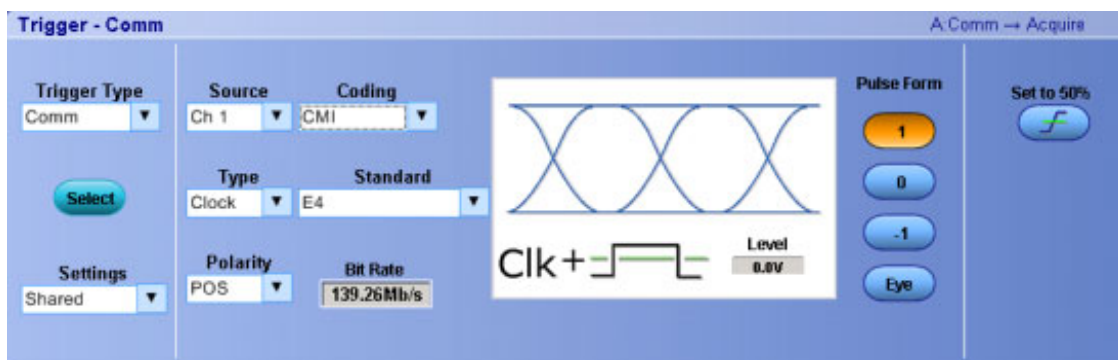 Trigger - Comm
A:Comm → Acquire
Trigger Type
Comm
Select
Settings
Shared
Source
Ch 1
Coding
CMI
Type
Clock
Standard
E4
Polarity
POS
Bit Rate
139.26Mb/s
Clk+
Level
0.0V
Pulse Form
1
0
-1
Eye
Set to 50%